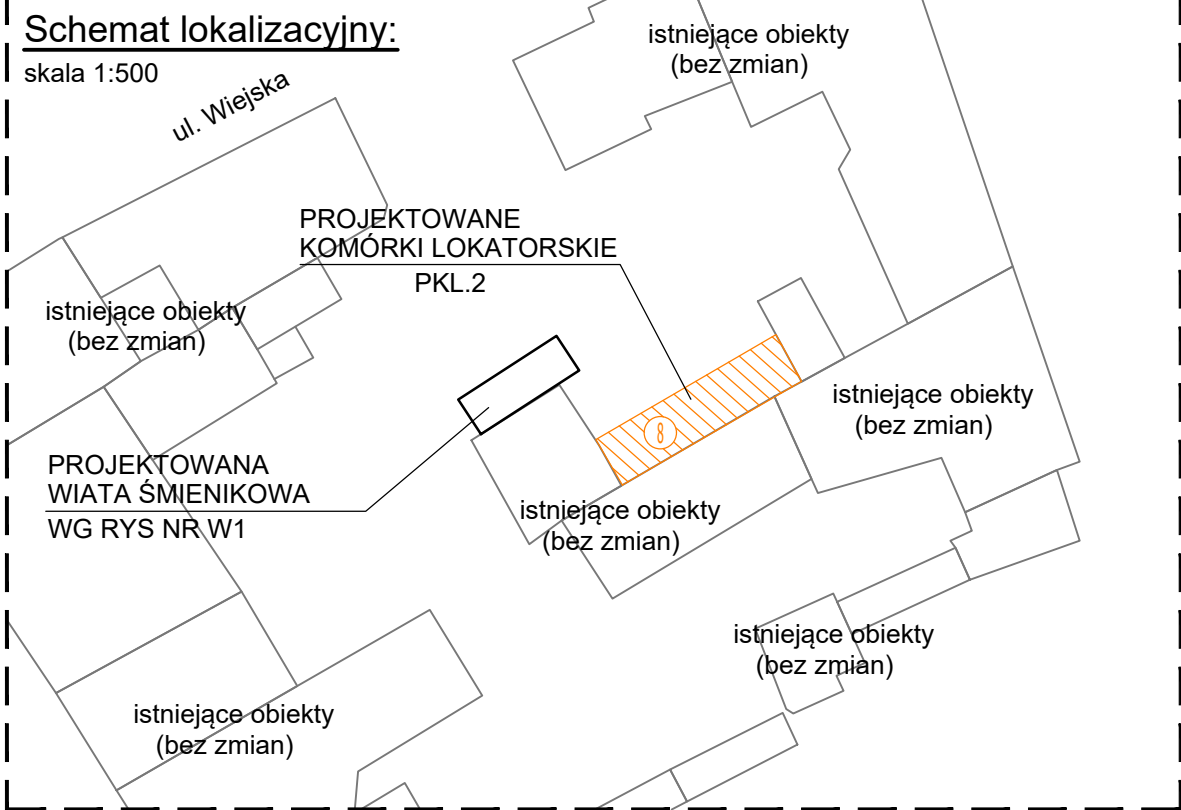 Schemat lokalizacyjny:
skala 1:500
ul. Wiejska
istniejące obiekty
(bez zmian)
PROJEKTOWANE
KOMÓRKI LOKATORSKIE
PKL.2
istniejące obiekty
(bez zmian)
istniejące obiekty
(bez zmian)
8
PROJEKTOWANA
WIATA ŚMIENIKOWA
WG RYS NR W1
istniejące obiekty
(bez zmian)
istniejące obiekty
(bez zmian)
istniejące obiekty
(bez zmian)